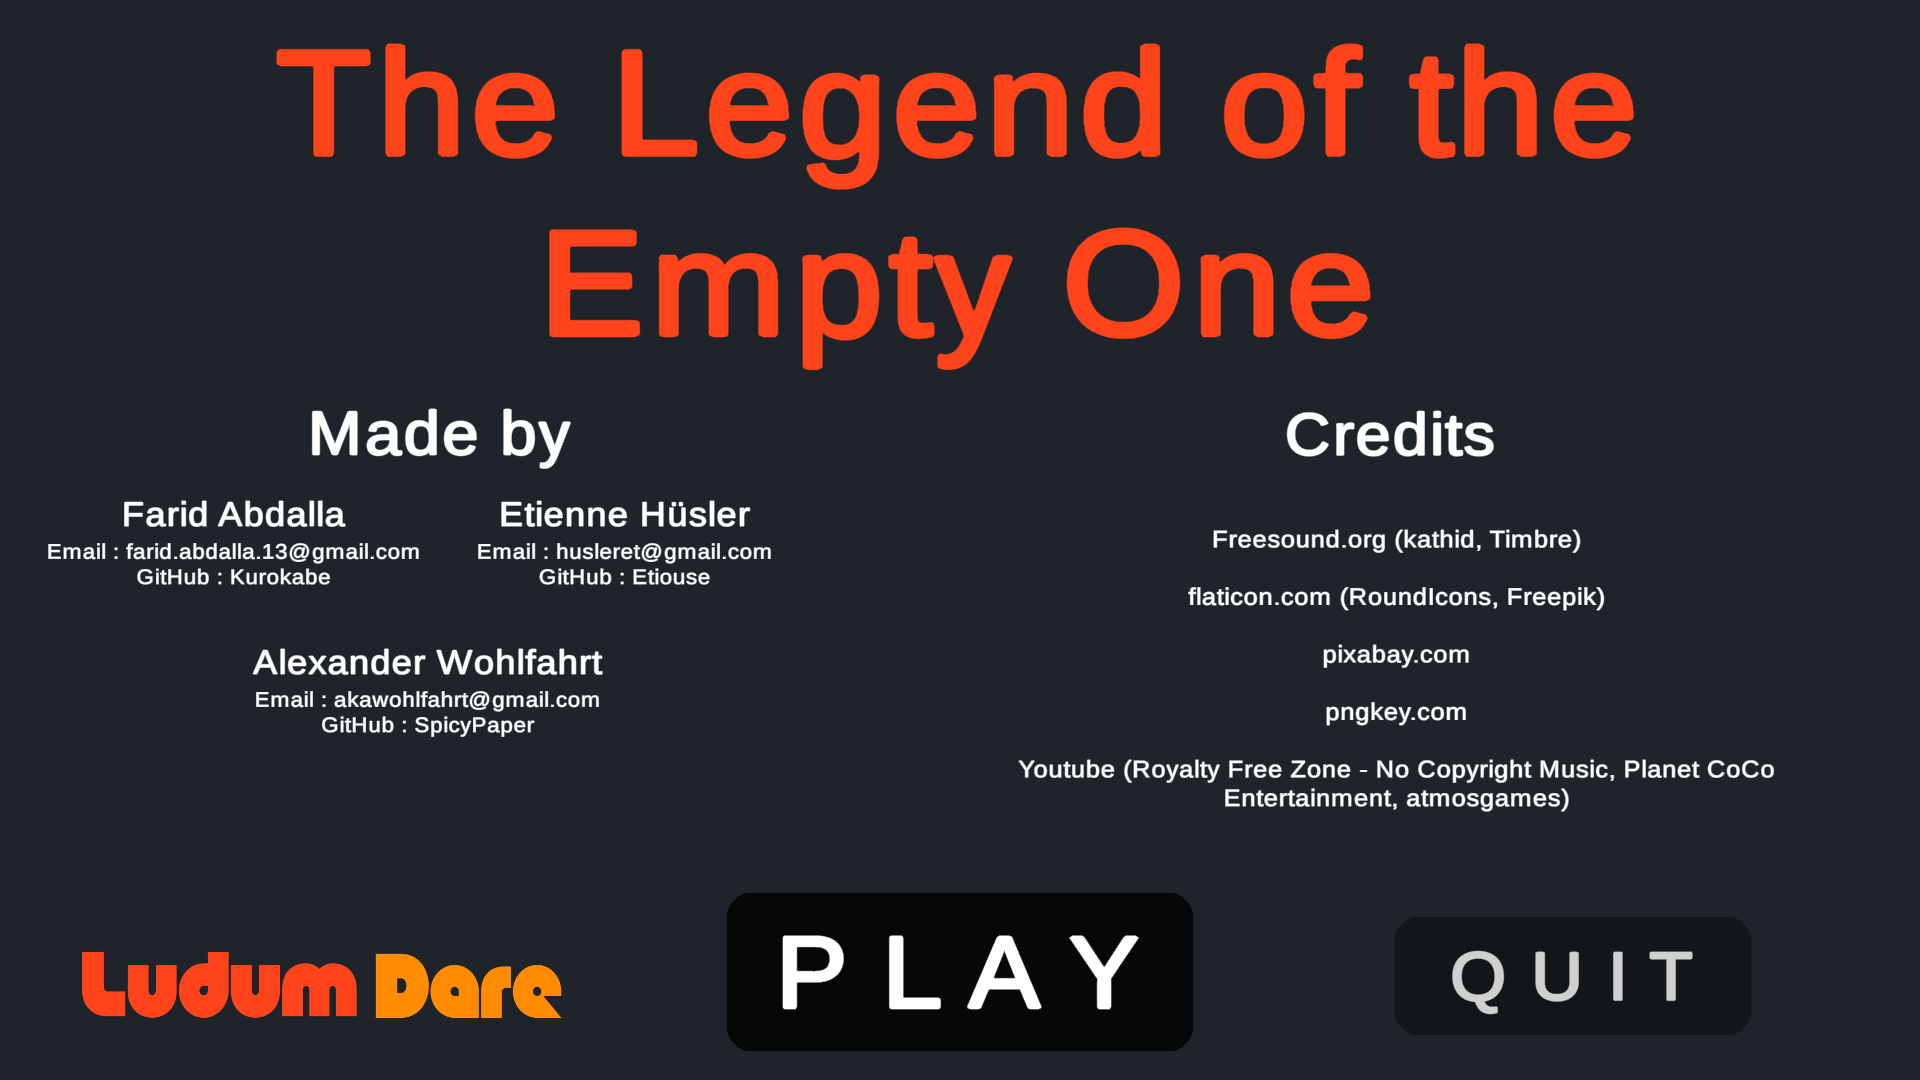 The Legend of the
Empty One
Made by
Farid Abdalla
Email : farid.abdalla.13@gmail.com
GitHub : Kurokabe
Etienne Hüsler
Email : husleret@gmail.com
GitHub : Etiouse
Alexander Wohlfahrt
Email : akawohlfahrt@gmail.com
GitHub : SpicyPaper
Credits
Freesound.org (kathid, Timbre)
flaticon.com (RoundIcons, Freepik)
pixabay.com
pngkey.com
Youtube (Royalty Free Zone - No Copyright Music, Planet CoCo
Entertainment, atmosgames)
Ludum Dare
PLAY
QUIT